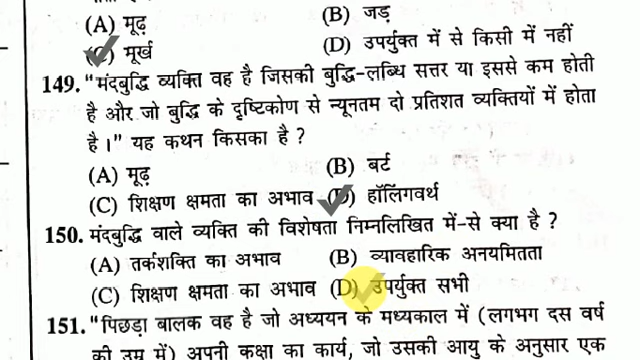 (A) मूढ़ (B) जड़
(C) मूर्ख (D) उपर्युक्त में से किसी में नहीं
149. "मंदबुद्धि व्यक्ति वह है जिसकी बुद्धि-लब्धि सत्तर या इससे कम होती
है और जो बुद्धि के दृष्टिकोण से न्यूनतम दो प्रतिशत व्यक्तियों में होता
है।" यह कथन किसका है ?
(A) मूढ़ (B) बर्ट
(C) शिक्षण क्षमता का अभाव (D) हॉलिंगवर्थ
150. मंदबुद्धि वाले व्यक्ति की विशेषता निम्नलिखित में-से क्या है ?
(A) तर्कशक्ति का अभाव (B) व्यावहारिक अनयमितता
(C) शिक्षण क्षमता का अभाव (D) उपर्युक्त सभी
151. "पिछड़ा बालक वह है जो अध्ययन के मध्यकाल में (लगभग दस वर्ष
की उम्र में) अपनी कक्षा का कार्य, जो उसकी आयु के अनुसार एक